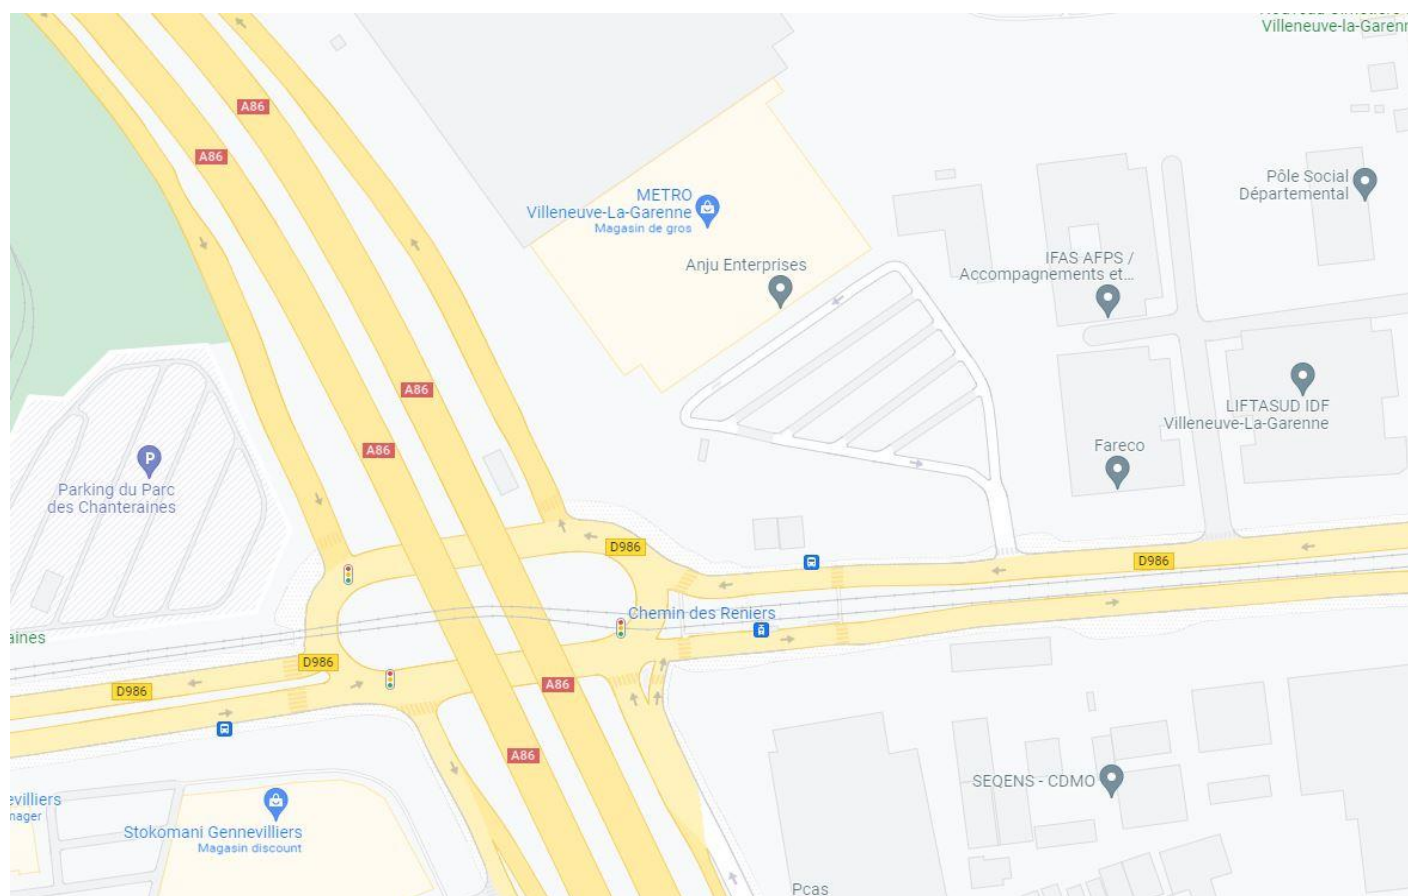 Villeneuve-la-Garenn
A86
A86
METRO
Villeneuve-La-Garenne
Magasin de gros
Anju Enterprises
Pôle Social
Départemental
IFAS AFPS /
Accompagnements et...
A86
A86
LIFTASUD IDF
Villeneuve-La-Garenne
Fareco
P
Parking du Parc
des Chanteraines
D986
D986
Chemin des Reniers
aines
D986
D986
A86
A86
SEQENS - CDMO
evilliers
nager
Stokomani Gennevilliers
Magasin discount
Pcas